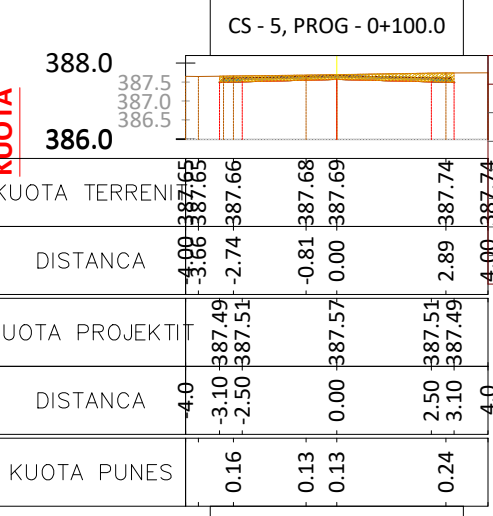 CS - 5, PROG - 0+100.0
KUOTA
388.0
387.5
387.0
386.5
386.0
KUOTA TERRENIT 387.65 387.65 387.66 387.68 387.69 387.74 387.74
DISTANCA -4.00 -3.66 -2.74 -0.81 0.00 2.89 4.00
UOTA PROJEKTIT 387.49 387.51 387.57 387.51 387.49
DISTANCA -4.0 -3.10 -2.50 0.00 2.50 3.10 4.0
KUOTA PUNES 0.16 0.13 0.13 0.24